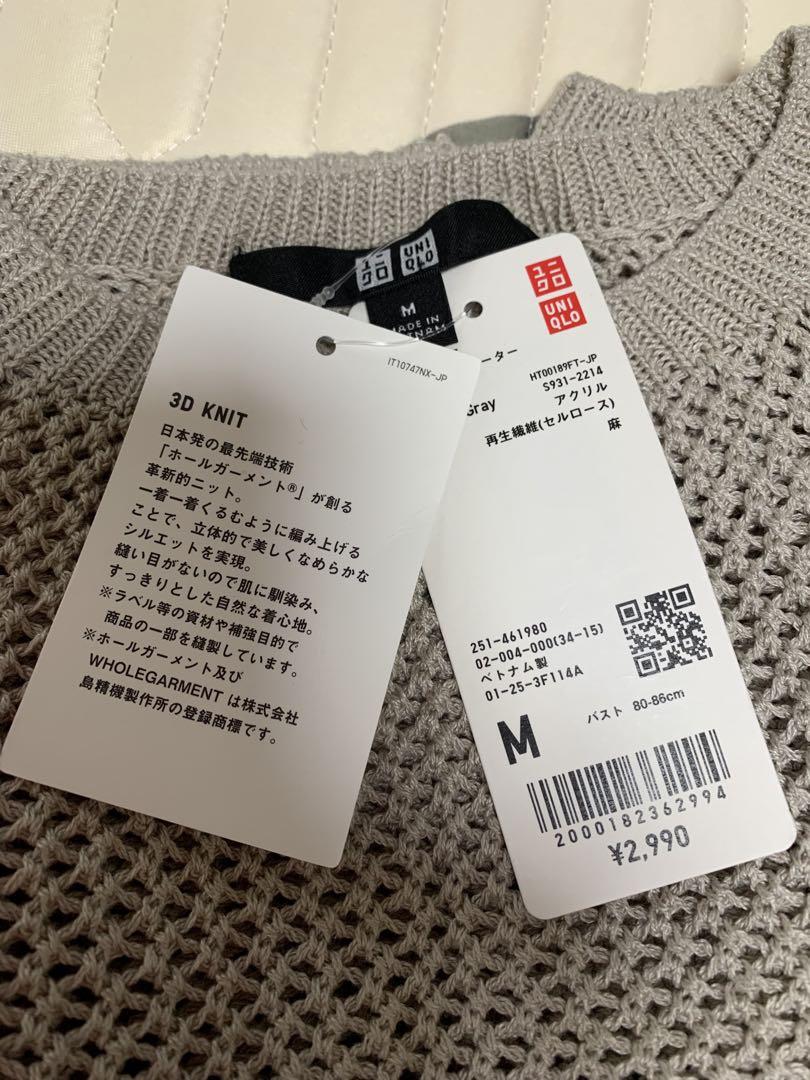 ユニ
クロ
UNI
QLO
M
MADE IN
IT10747NX-JP
3D KNIT
日本発の最先端技術
「ホールガーメント®」が創る
革新的ニット。
一着一着くるむように編み上げる
ことで、立体的で美しくなめらかな
シルエットを実現。
縫い目がないので肌に馴染み、
すっきりとした自然な着心地。
※ラベル等の資材や補強目的で
商品の一部を縫製しています。
※ホールガーメント及び
WHOLEGARMENT は株式会社
島精機製作所の登録商標です。
ユニ
クロ
UNI
QLO
ーター
HT00189FT-JP
S931-2214
Gray
アクリル
再生繊維(セルロース)
麻
251-461980
02-004-000(34-15)
ベトナム製
01-25-3F114A
M
バスト 80-86cm
2000182362994
¥2,990